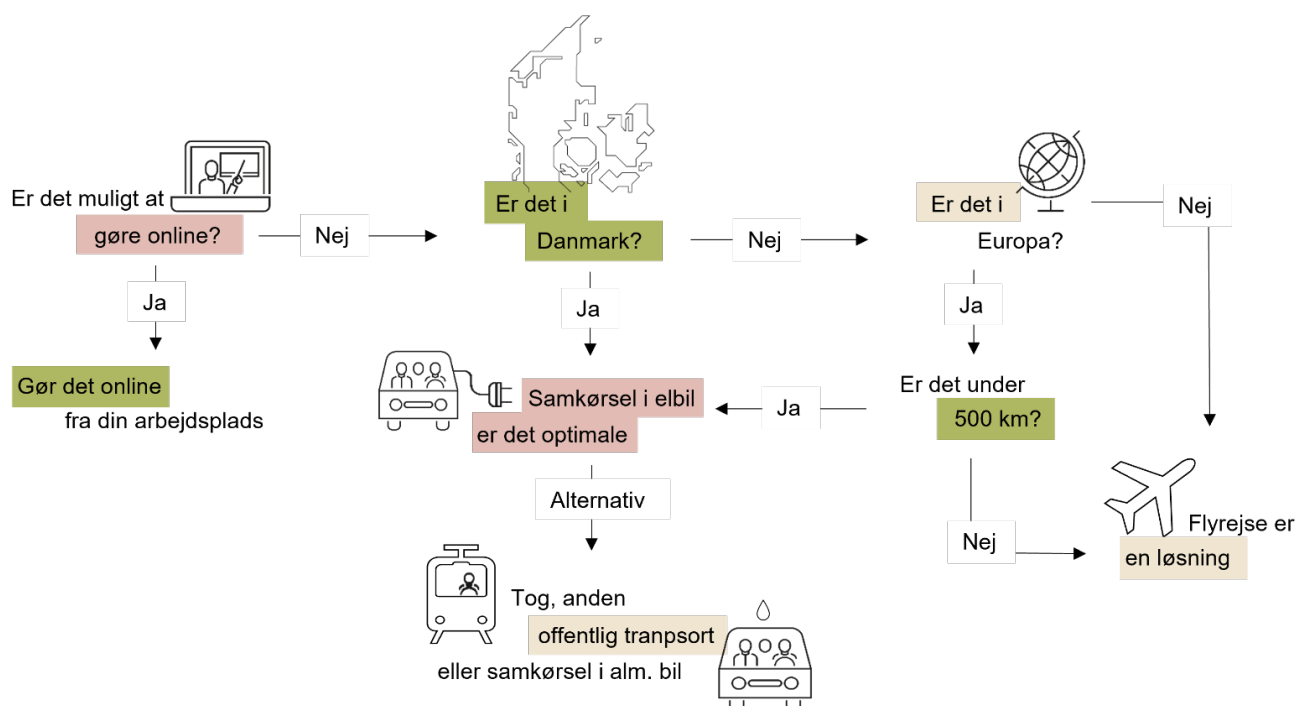 Er det muligt at
gøre online?
Nej
Er det i
Danmark?
Nej
Er det i
Europa?
Nej
Ja
Ja
Ja
Gør det online
fra din arbejdsplads
Samkørsel i elbil
er det optimale
Ja
Er det under
500 km?
Alternativ
Nej
Flyrejse er
en løsning
Tog, anden
offentlig tranpsort
eller samkørsel i alm. bil